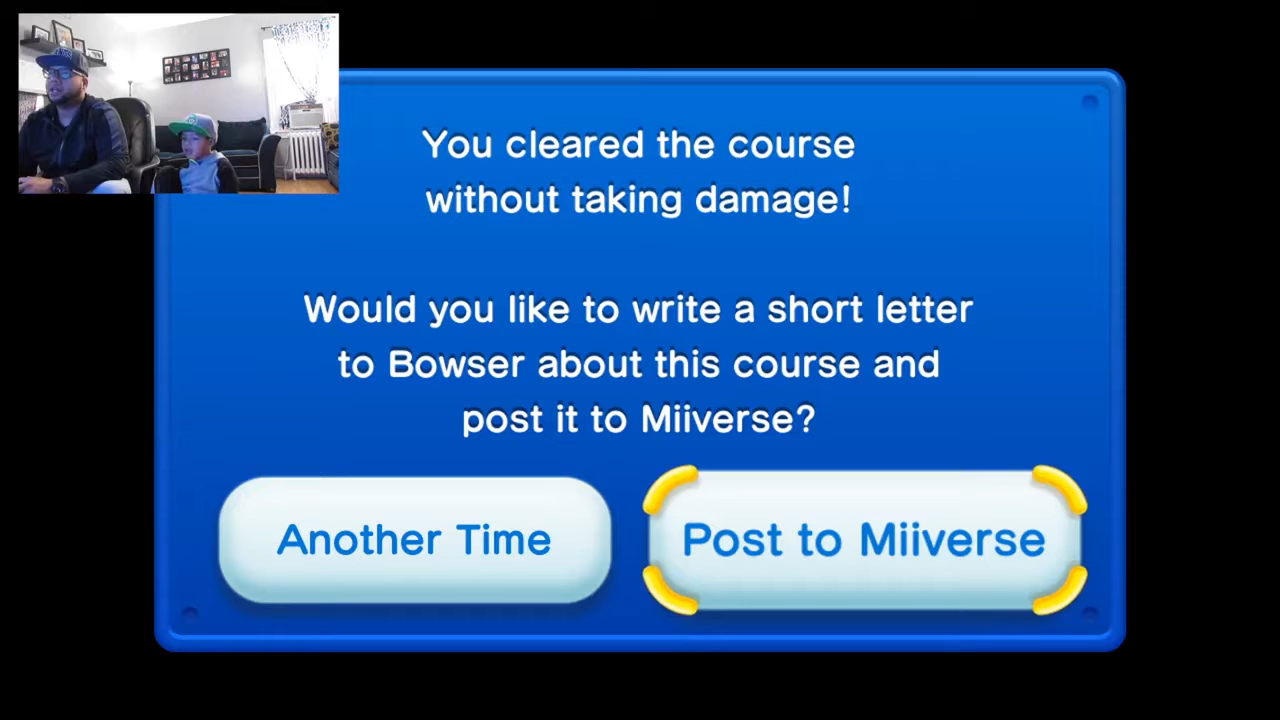 You cleared the course
without taking damage!
Would you like to write a short letter
to Bowser about this course and
post it to Miiverse?
Another Time
Post to Miiverse